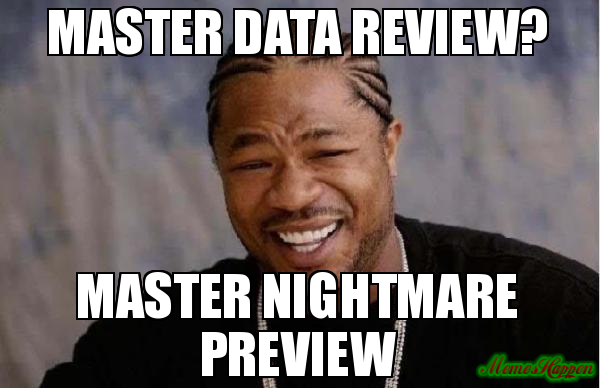 MASTER DATA REVIEW?
MASTER NIGHTMARE
PREVIEW
MemesHappen